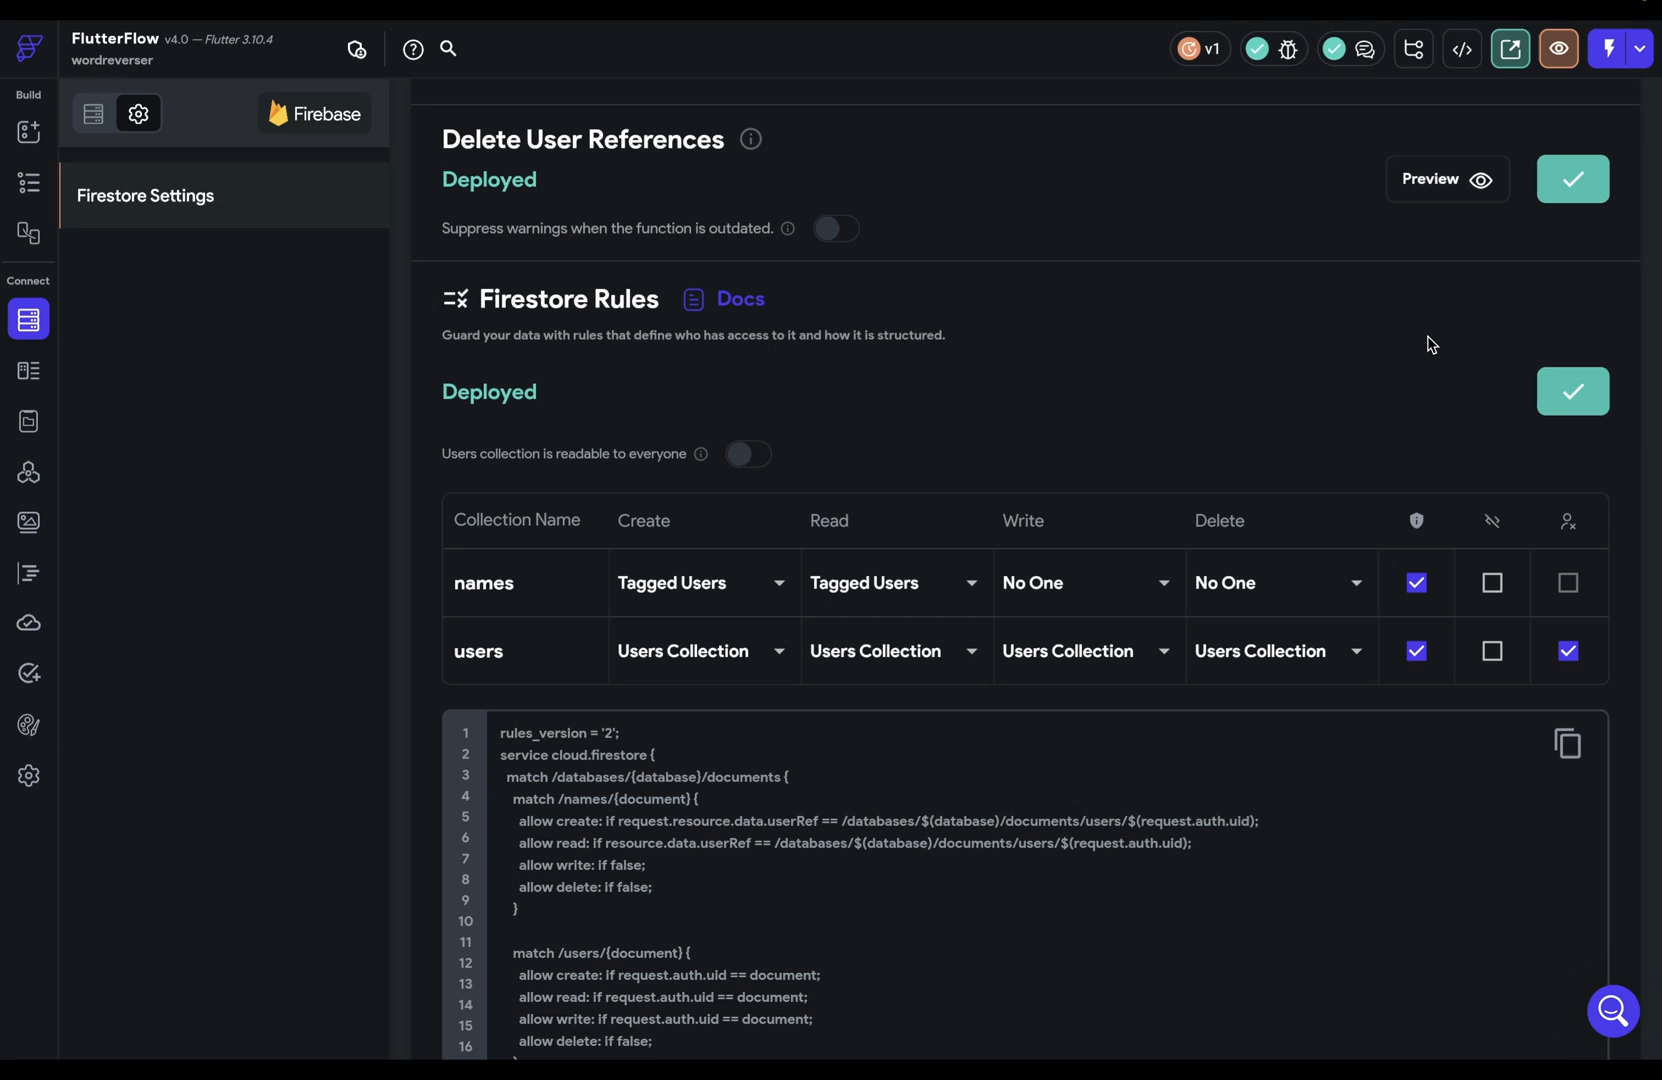 FlutterFlow v4.0 — Flutter 3.10.4
wordreverser
v1
Build
Firebase
Firestore Settings
Connect
Delete User References
Deployed
Preview
Suppress warnings when the function is outdated.
Firestore Rules Docs
Guard your data with rules that define who has access to it and how it is structured.
Deployed
Users collection is readable to everyone
Collection Name Create Read Write Delete
names Tagged Users Tagged Users No One No One
users Users Collection Users Collection Users Collection Users Collection
1 rules_version = '2';
2 service cloud.firestore {
3 match /databases/{database}/documents {
4 match /names/{document} {
5 allow create: if request.resource.data.userRef == /databases/$(database)/documents/users/$(request.auth.uid);
6 allow read: if resource.data.userRef == /databases/$(database)/documents/users/$(request.auth.uid);
7 allow write: if false;
8 allow delete: if false;
9 }
10
11 match /users/{document} {
12 allow create: if request.auth.uid == document;
13 allow read: if request.auth.uid == document;
14 allow write: if request.auth.uid == document;
15 allow delete: if false;
16